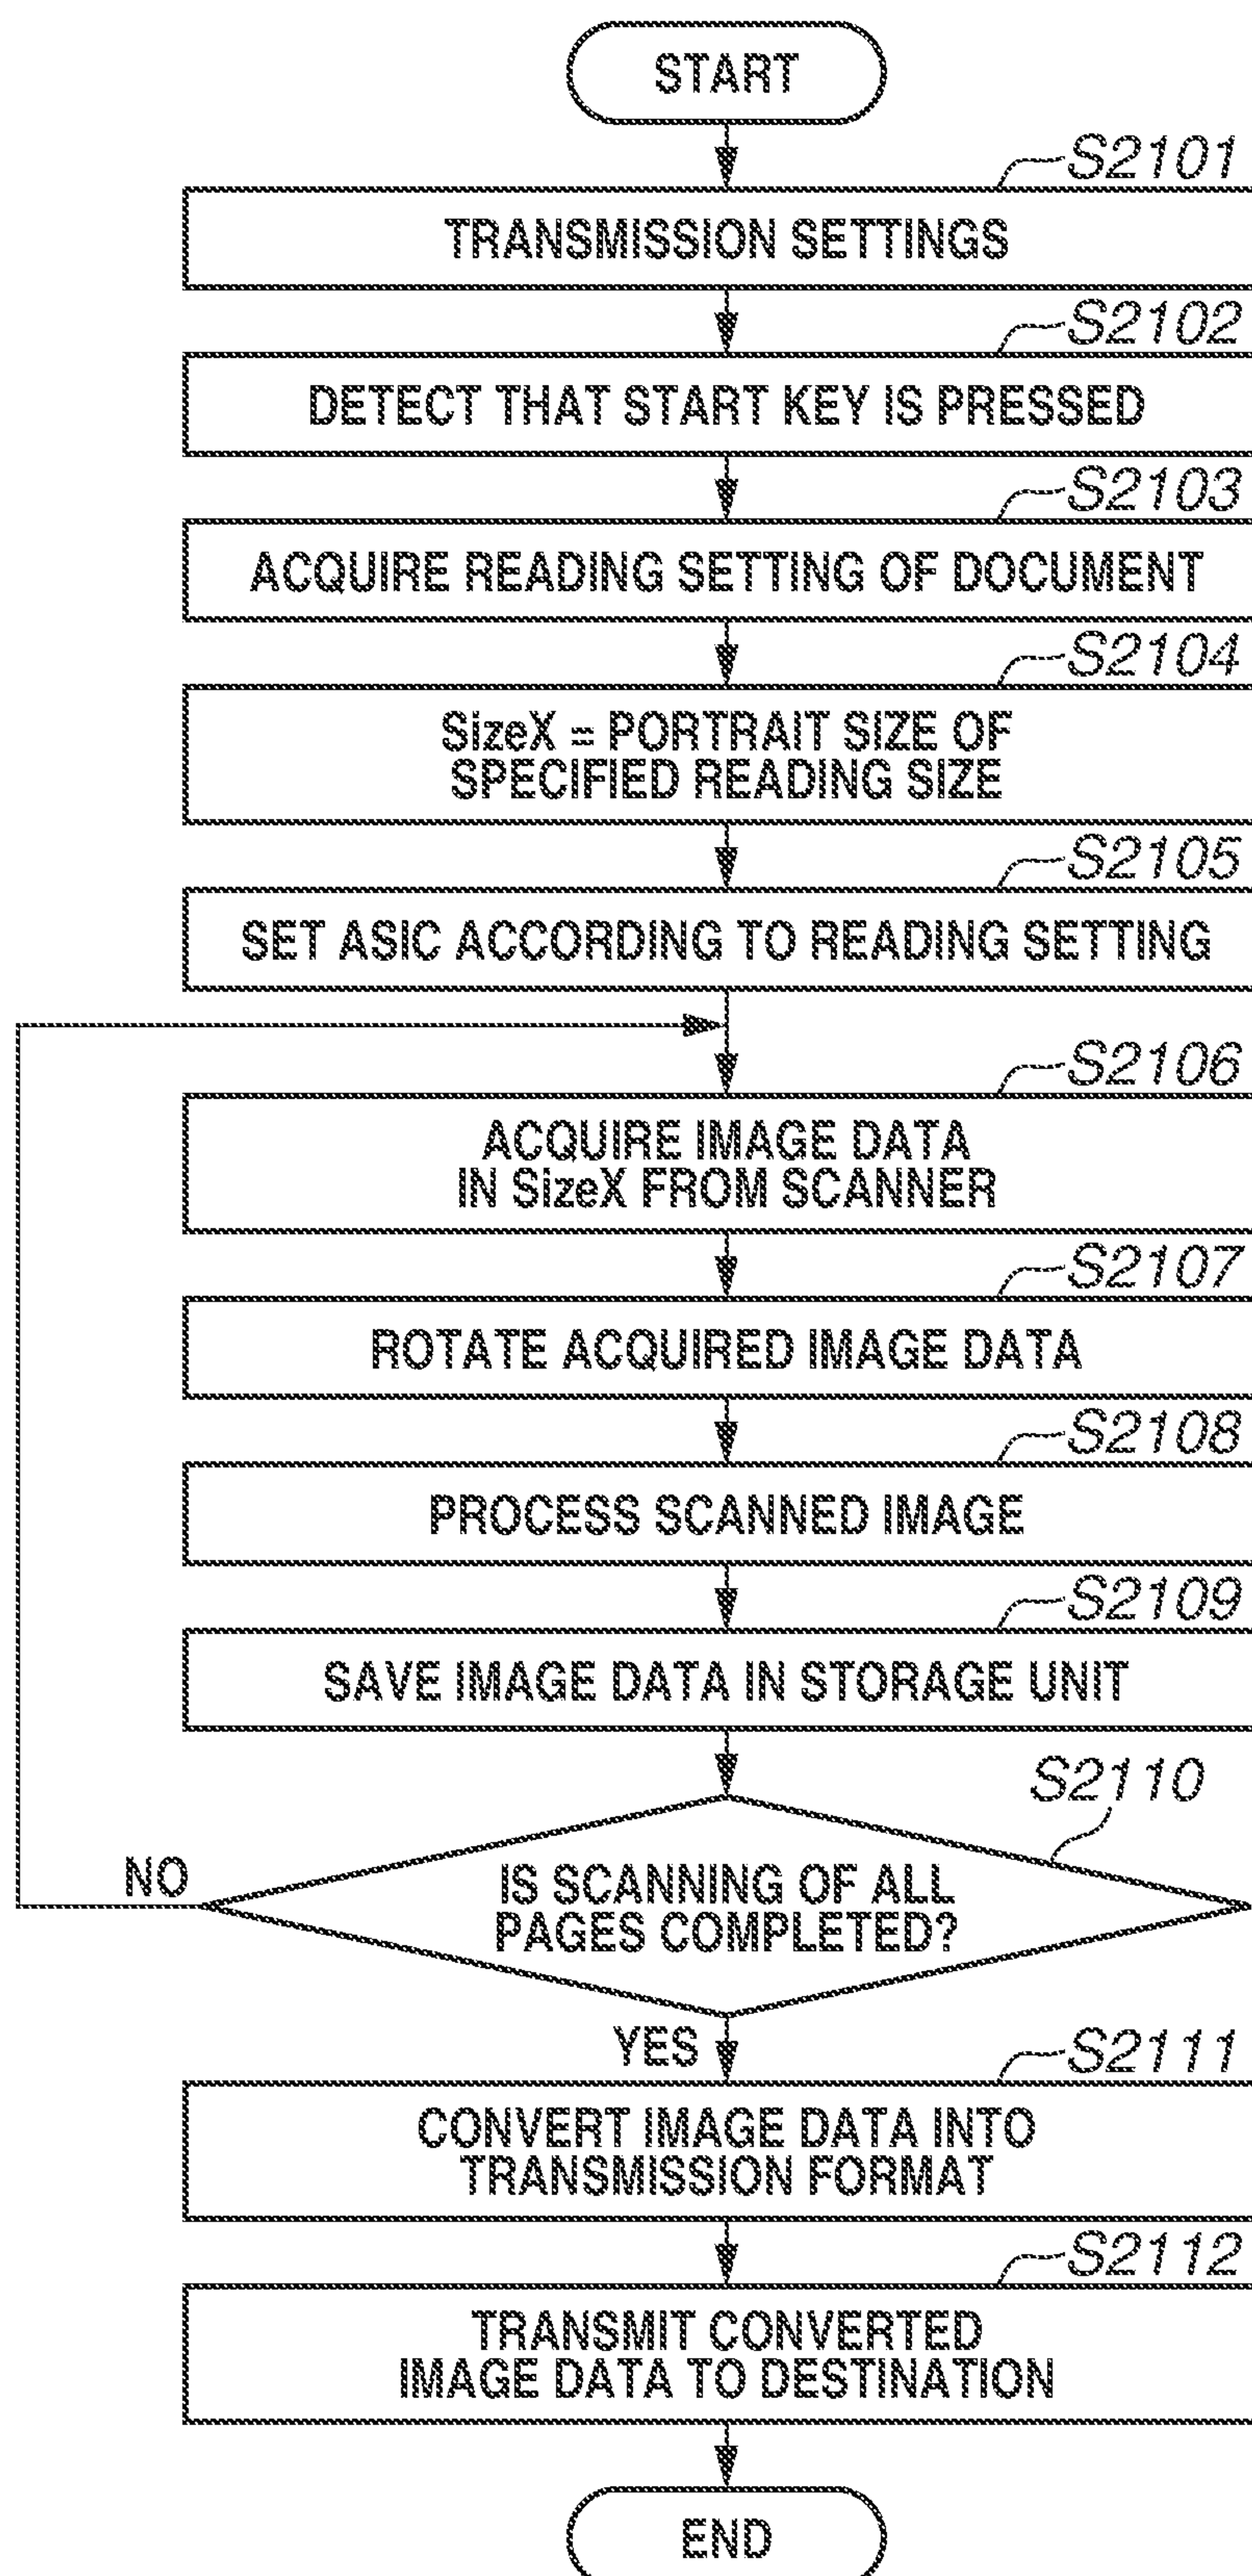 START
S2101
TRANSMISSION SETTINGS
S2102
DETECT THAT START KEY IS PRESSED
S2103
ACQUIRE READING SETTING OF DOCUMENT
S2104
SizeX = PORTRAIT SIZE OF
SPECIFIED READING SIZE
S2105
SET ASIC ACCORDING TO READING SETTING
S2106
ACQUIRE IMAGE DATA
IN SizeX FROM SCANNER
S2107
ROTATE ACQUIRED IMAGE DATA
S2108
PROCESS SCANNED IMAGE
S2109
SAVE IMAGE DATA IN STORAGE UNIT
S2110
NO
IS SCANNING OF ALL
PAGES COMPLETED?
YES
S2111
CONVERT IMAGE DATA INTO
TRANSMISSION FORMAT
S2112
TRANSMIT CONVERTED
IMAGE DATA TO DESTINATION
END